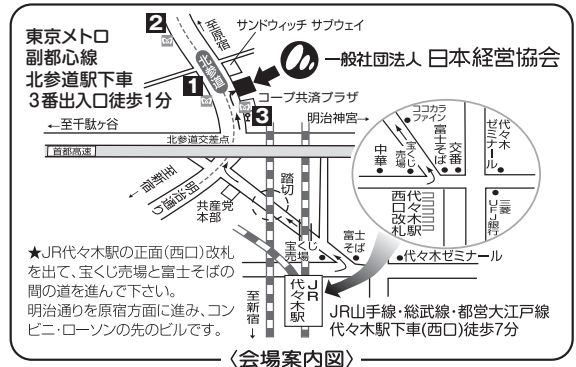 東京メトロ
副都心線
北参道駅下車
3番出入口徒歩1分
2
至原宿
サンドウィッチ サブウェイ
北参道
一般社団法人 日本経営協会
1
コープ共済プラザ
3
←至千駄ヶ谷
明治神宮→
北参道交差点
首都高速
至新宿
明治通り
共産党
本部
踏切
ココカラ
ファイン
中華
宝くじ
売場
富士そば
交番
代々木
ゼミナール
代々木駅
西口改札
三菱
UFJ銀行
宝くじ
売場
富士
そば
代々木ゼミナール
★JR代々木駅の正面(西口)改札
を出て、宝くじ売場と富士そばの
間の道を進んで下さい。
明治通りを原宿方面に進み、コン
ビニ・ローソンの先のビルです。
至新宿
JR
代々木駅
JR山手線・総武線・都営大江戸線
代々木駅下車(西口)徒歩7分
〈会場案内図〉